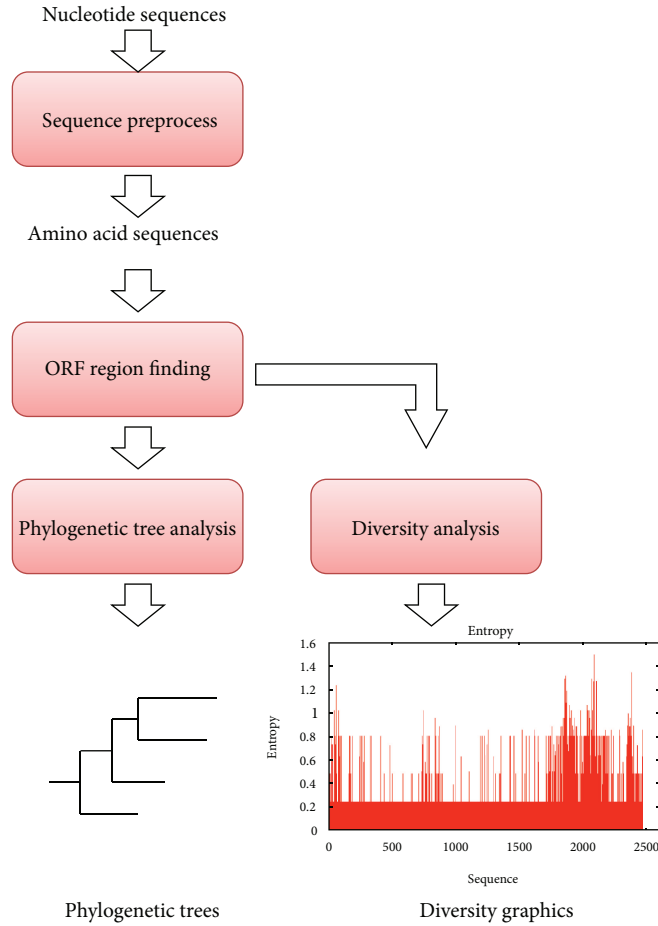 Nucleotide sequences
Sequence preprocess
Amino acid sequences
ORF region finding
Phylogenetic tree analysis
Diversity analysis
Entropy
1.6
1.4
1.2
1
0.8
0.6
0.4
0.2
0
Entropy
0
500
1000
1500
2000
2500
Sequence
Phylogenetic trees
Diversity graphics